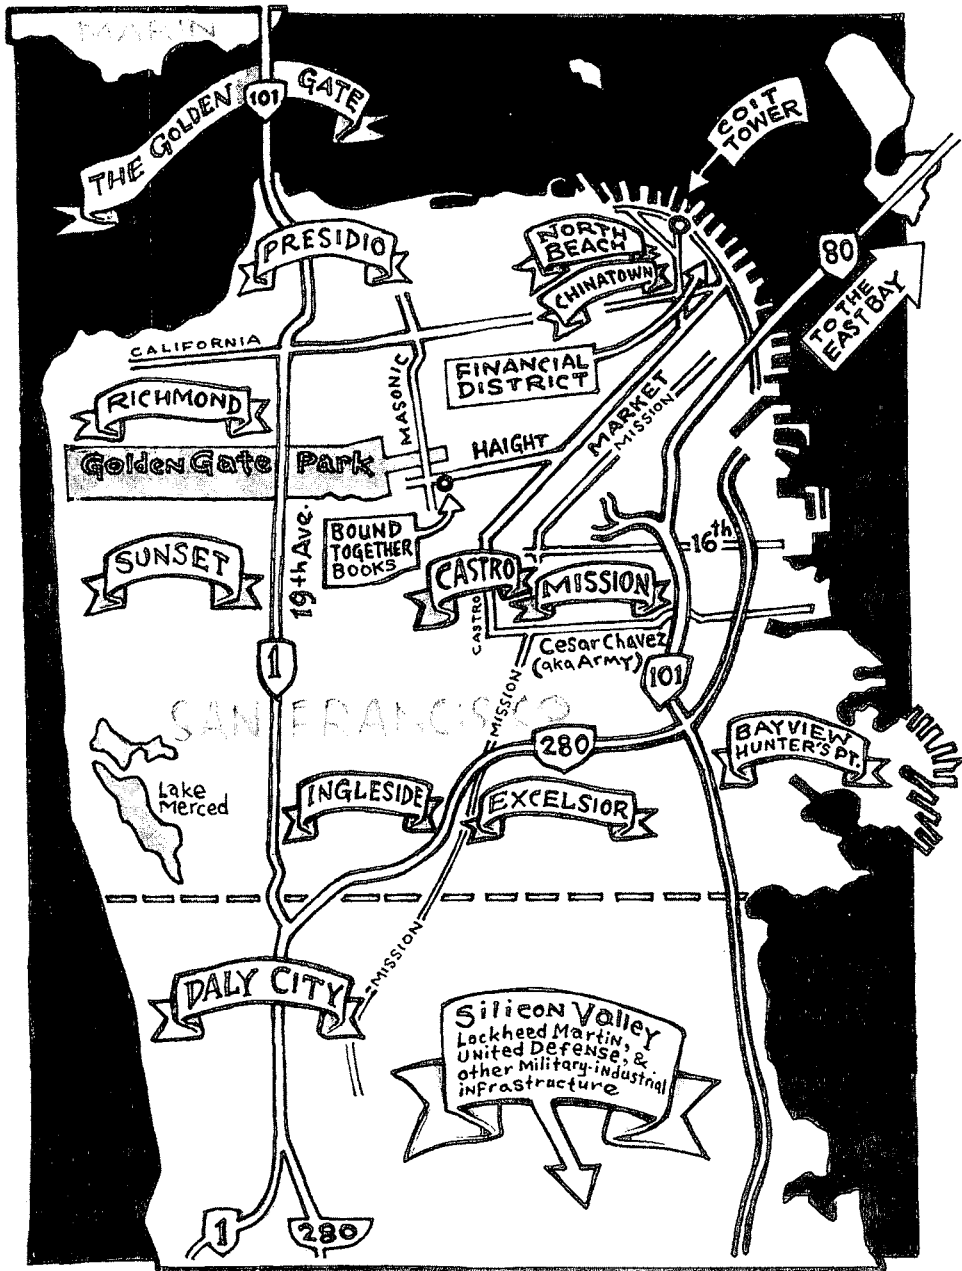 MARIN
THE GOLDEN GATE
101
COIT
TOWER
PRESIDIO
NORTH
BEACH
CHINATOWN
80
TO THE
EAST BAY
CALIFORNIA
MASONIC
FINANCIAL
DISTRICT
RICHMOND
MARKET
MISSION
HAIGHT
Golden Gate Park
19th Ave.
BOUND
TOGETHER
BOOKS
16th
SUNSET
CASTRO
MISSION
CASTRO
Cesar Chavez
(aka Army)
1
101
MISSION
SAN FRANCISCO
280
BAYVIEW
HUNTER'S PT.
Lake
Merced
INGLESIDE
EXCELSIOR
MISSION
DALY CITY
Silicon Valley
Lockheed Martin,
United Defense, &
other Military-industrial
infrastructure
1
280